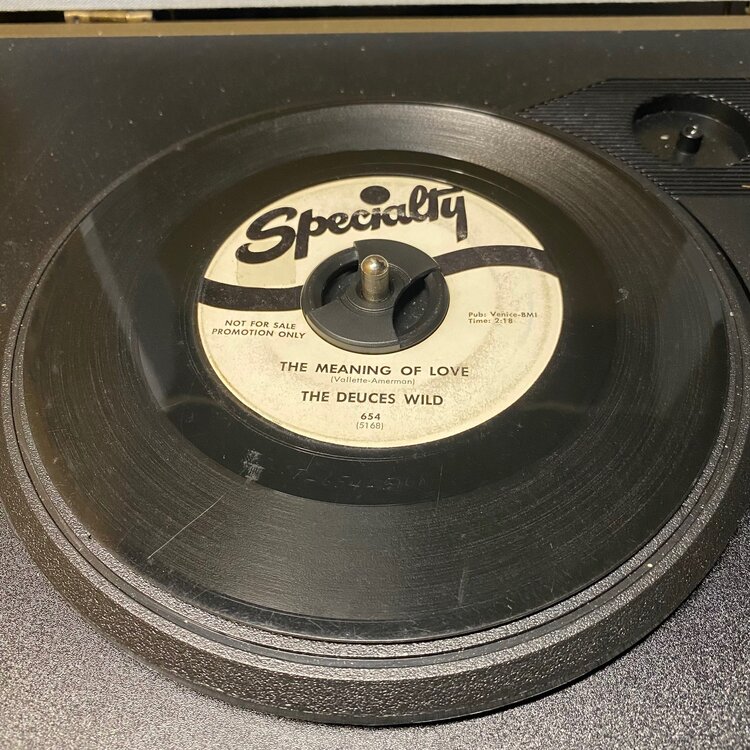 Specialty
NOT FOR SALE
PROMOTION ONLY
Pub: Venice-BMI
Time: 2:18
THE MEANING OF LOVE
(Vallette-Amerman)
THE DEUCES WILD
654
(5168)